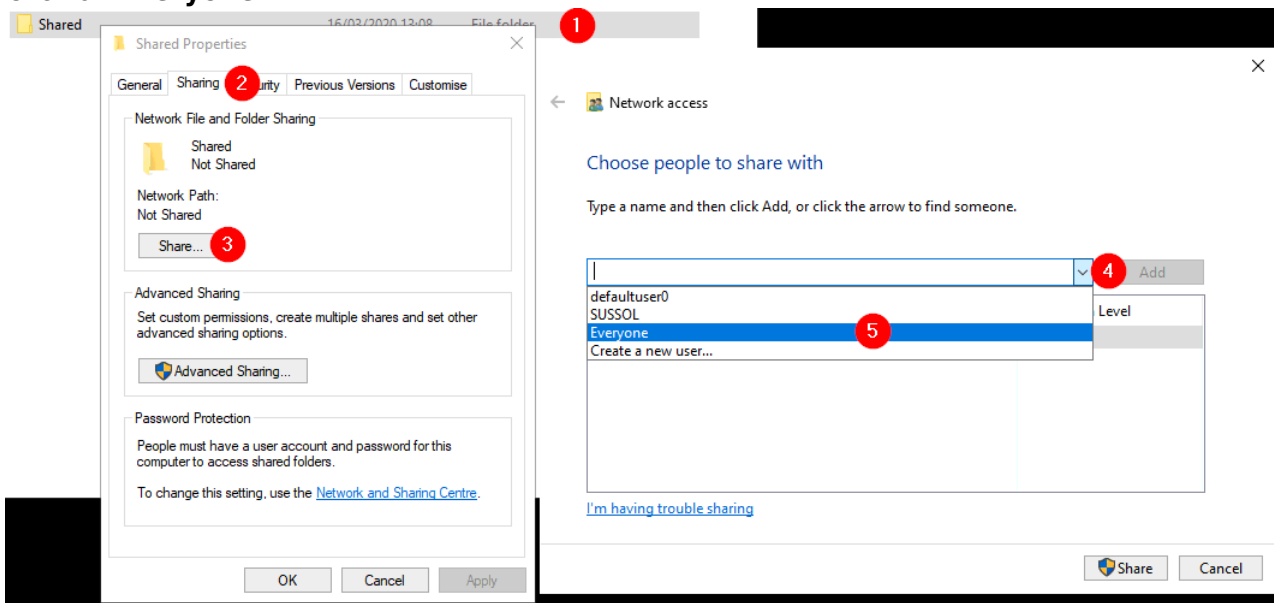 Shared 16/03/2020 13:08 File folder 1
Shared Properties
General Sharing 2 Previous Versions Customise
Network File and Folder Sharing
Shared
Not Shared
Network Path:
Not Shared
Share... 3
Advanced Sharing
Set custom permissions, create multiple shares and set other
advanced sharing options.
Advanced Sharing...
Password Protection
People must have a user account and password for this
computer to access shared folders.
To change this setting, use the Network and Sharing Centre.
OK Cancel Apply
Network access
Choose people to share with
Type a name and then click Add, or click the arrow to find someone.
4 Add
defaultuser0
SUSSOL
Everyone 5
Create a new user...
Level
I'm having trouble sharing
Share Cancel